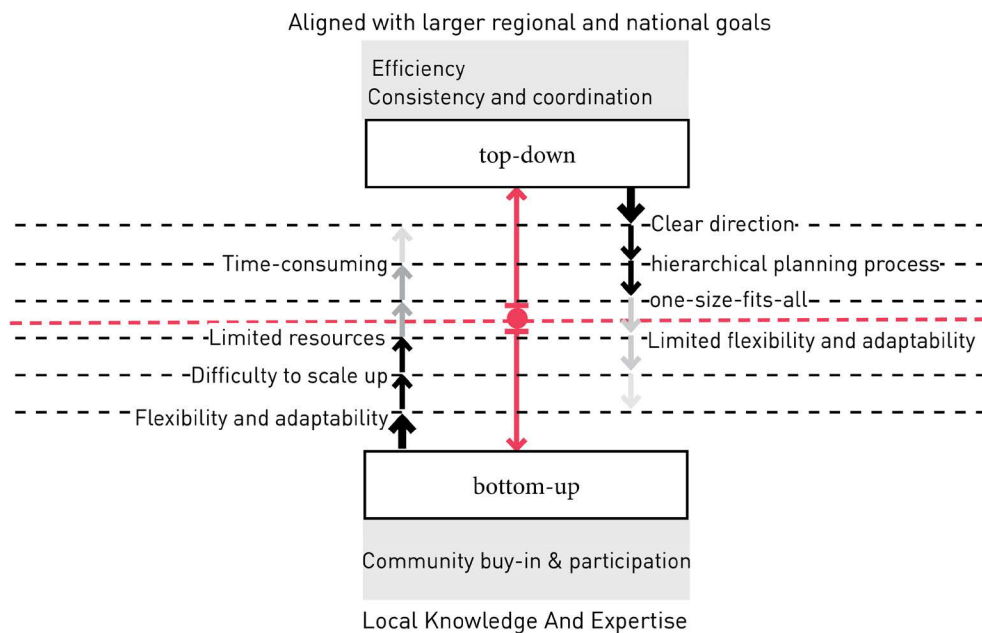 Aligned with larger regional and national goals
Efficiency
Consistency and coordination
top-down
Clear direction
Time-consuming
hierarchical planning process
one-size-fits-all
Limited resources
Limited flexibility and adaptability
Difficulty to scale up
Flexibility and adaptability
bottom-up
Community buy-in & participation
Local Knowledge And Expertise